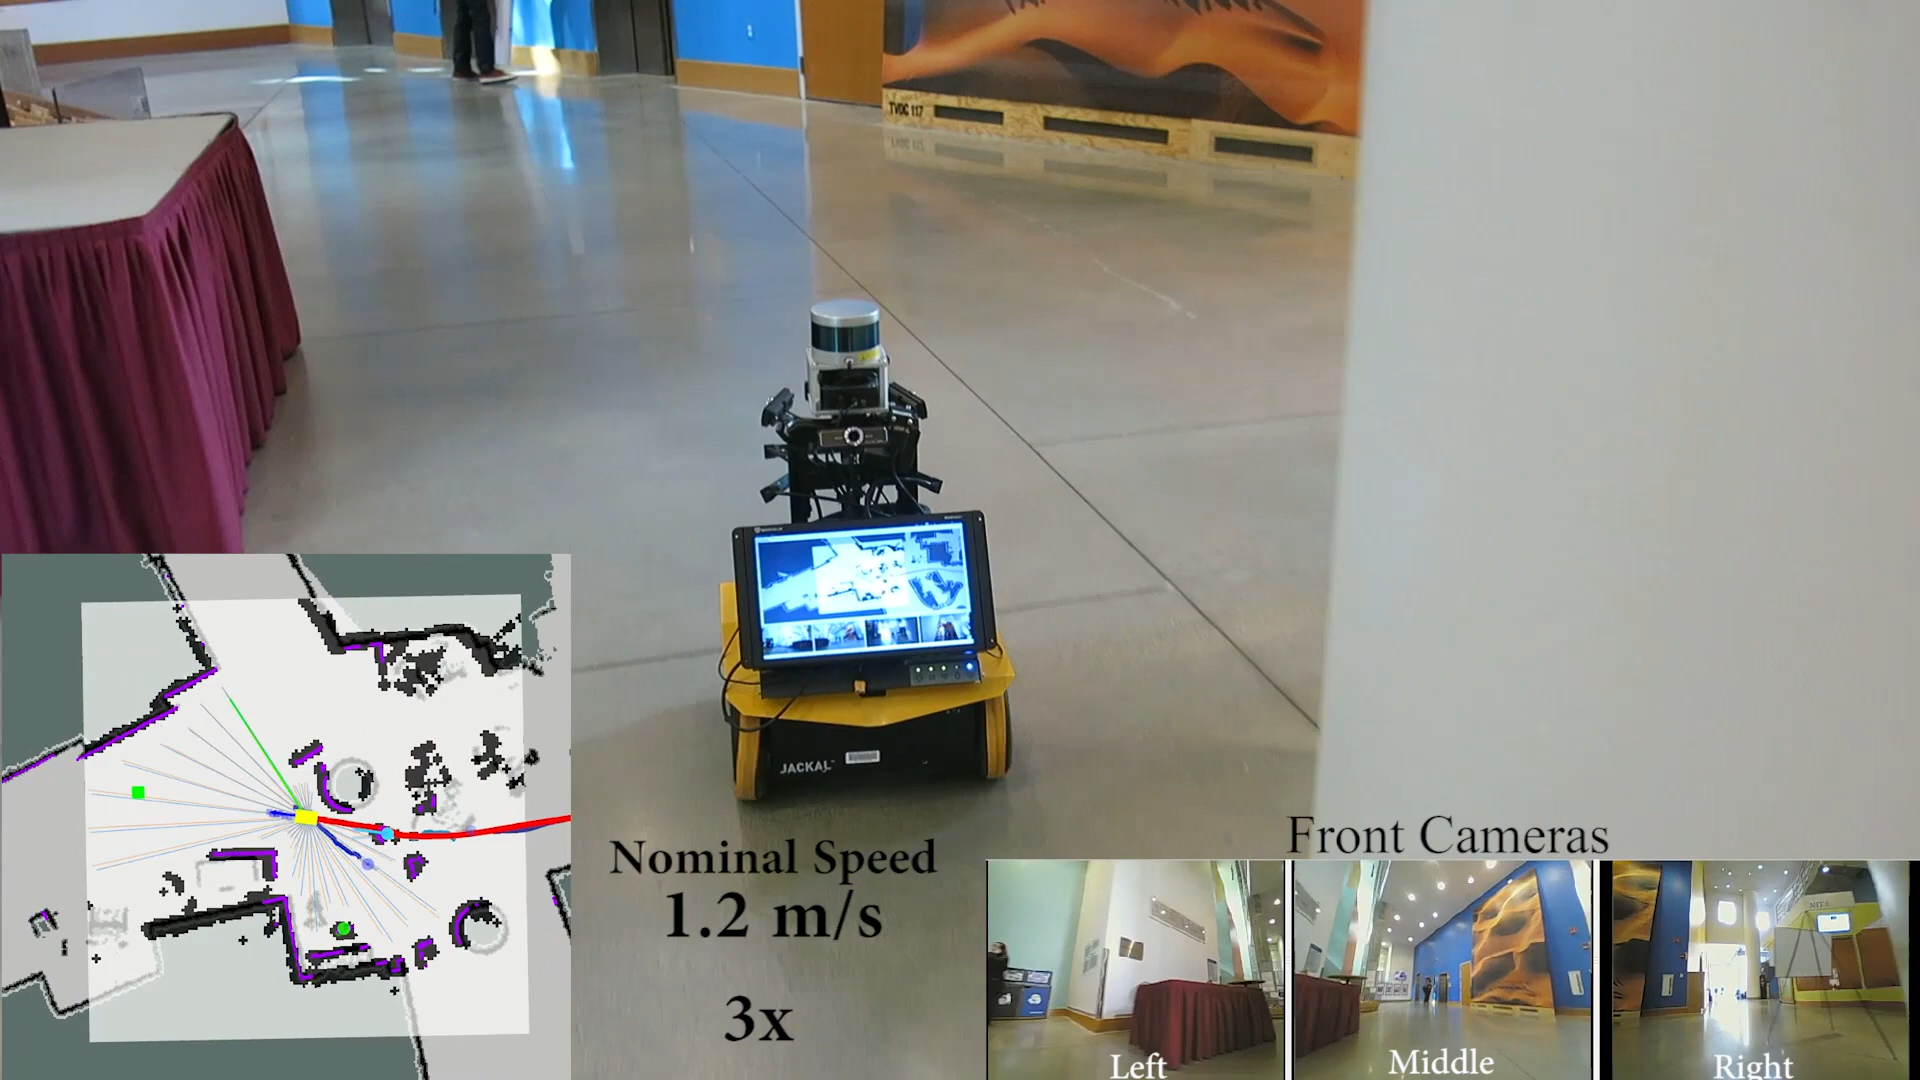 TVOC 117
JACKAL
Nominal Speed
1.2 m/s
3x
Front Cameras
Left
Middle
Right